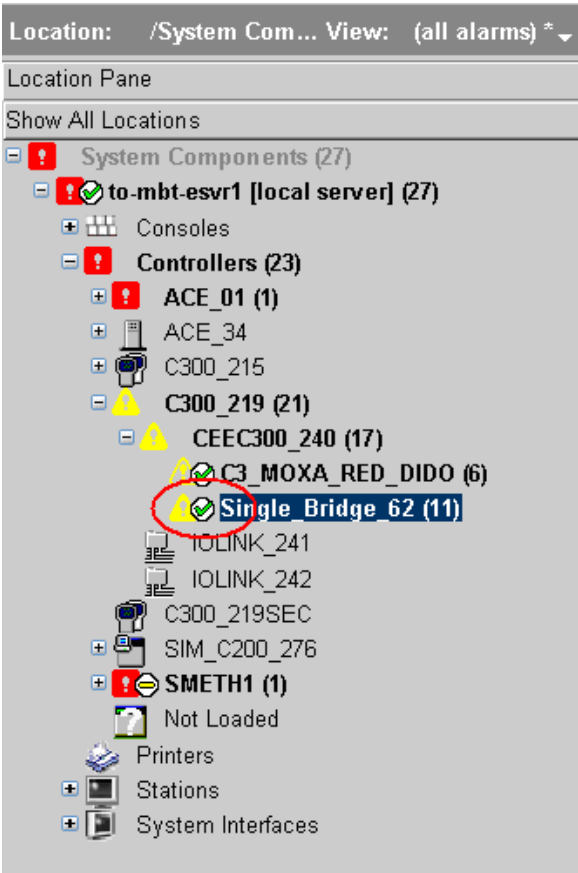 Location: /System Com... View: (all alarms) *
Location Pane
Show All Locations
System Components (27)
to-mbt-esvr1 [local server] (27)
Consoles
Controllers (23)
ACE_01 (1)
ACE_34
C300_215
C300_219 (21)
CEEC300_240 (17)
C3_MOXA_RED_DIDO (6)
Single_Bridge_62 (11)
IOLINK_241
IOLINK_242
C300_219SEC
SIM_C200_276
SMETH1 (1)
Not Loaded
Printers
Stations
System Interfaces